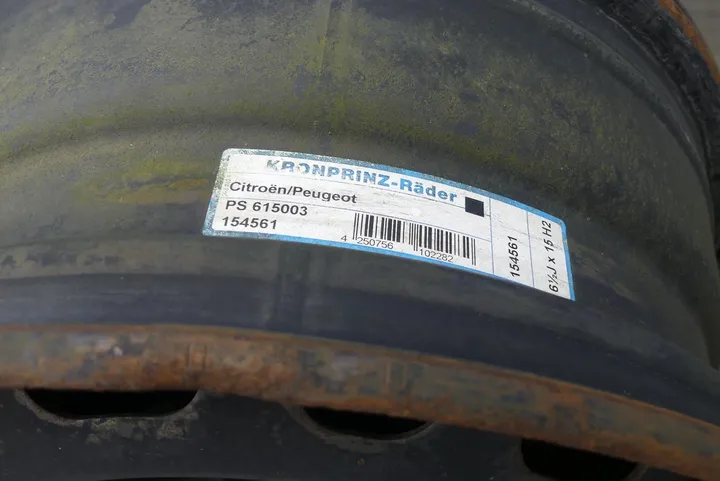 KRONPRINZ-Räder
Citroën/Peugeot
PS 615003
154561
4 250756 102282
154561
6½J x 15 H2